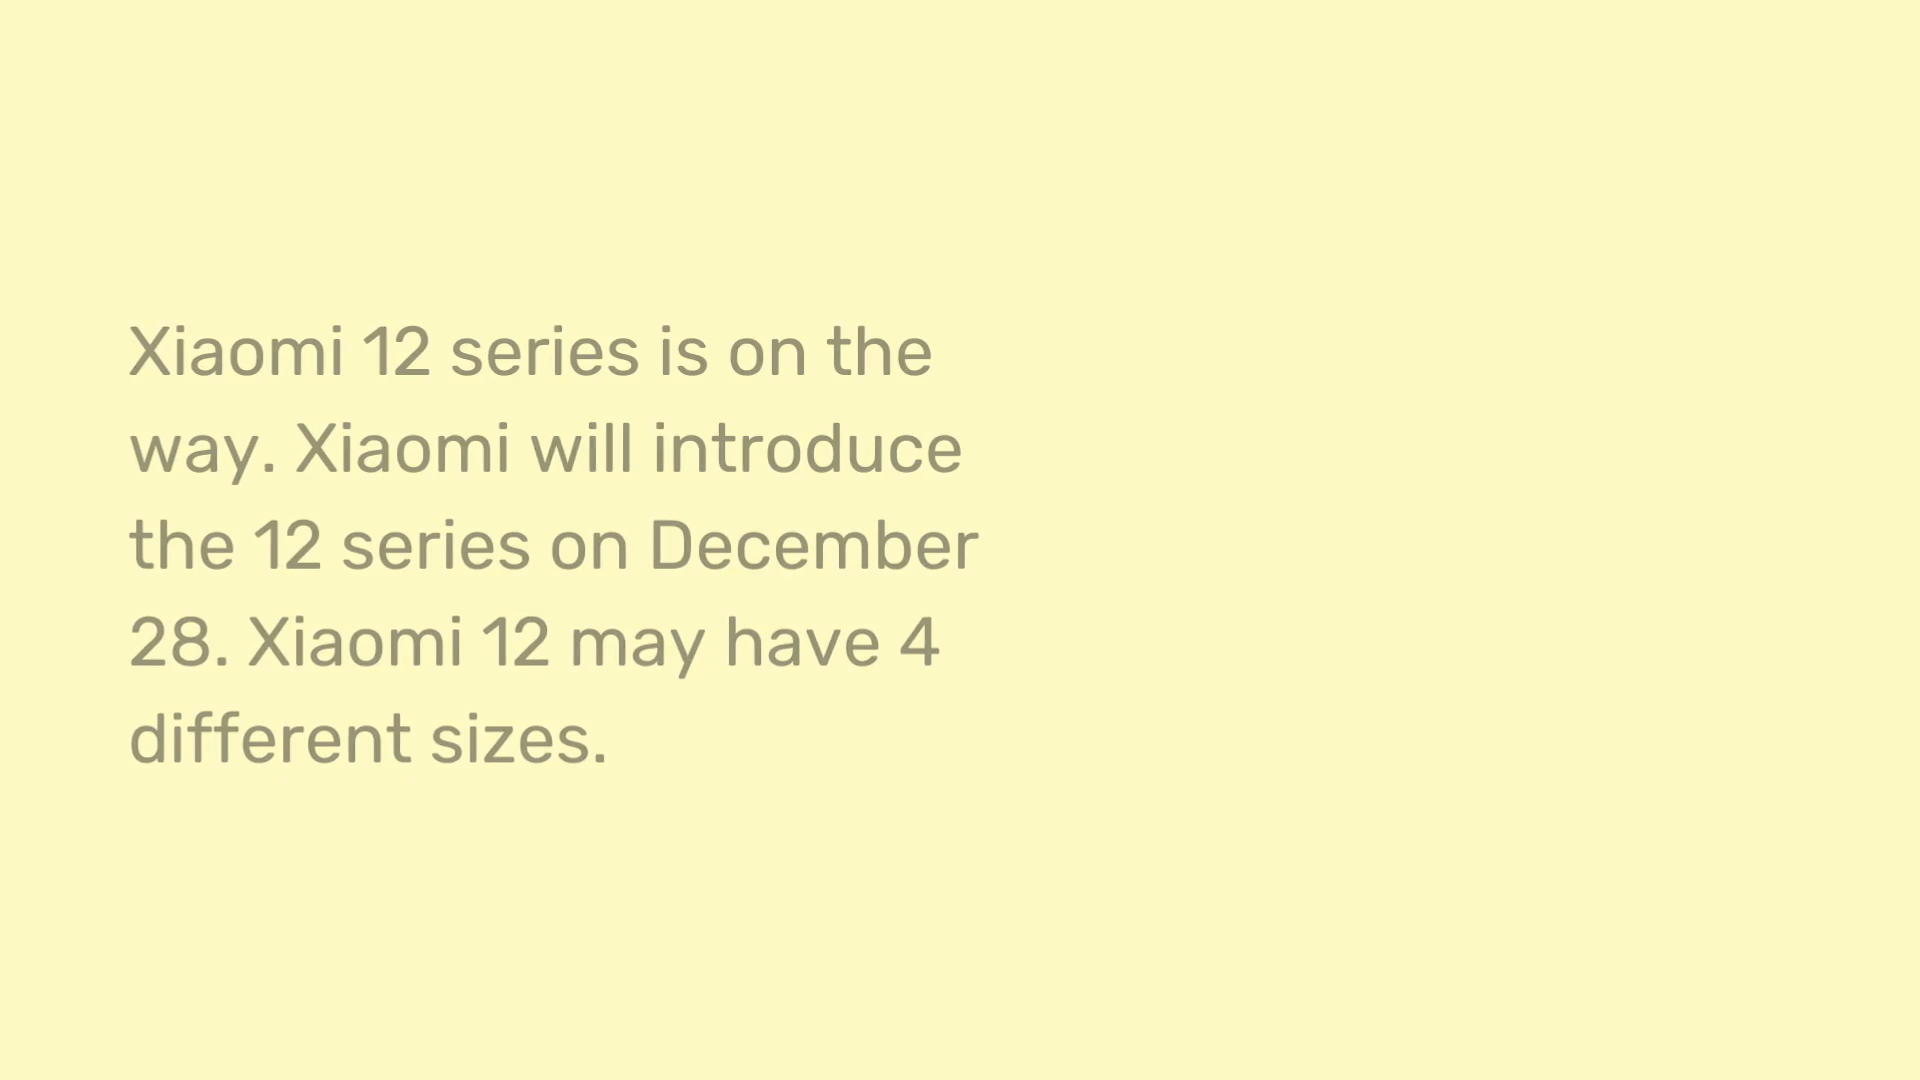 Xiaomi 12 series is on the
way. Xiaomi will introduce
the 12 series on December
28. Xiaomi 12 may have 4
different sizes.